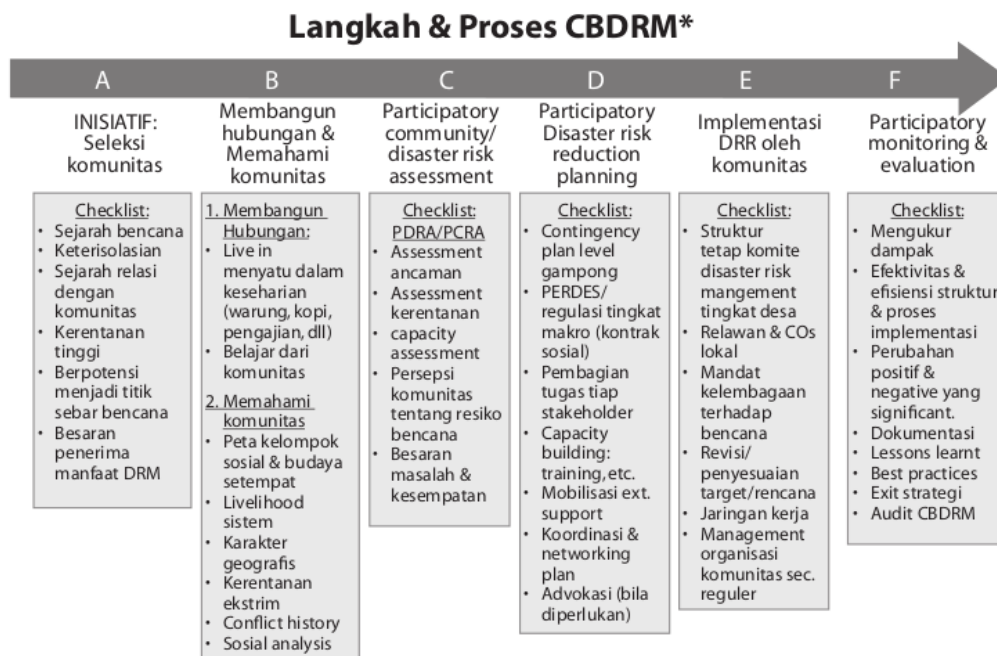 Langkah & Proses CBDRM*
A
B
C
D
E
F
INISIATIF:
Seleksi
komunitas
Checklist:
• Sejarah bencana
• Keterisolasian
• Sejarah relasi
dengan
komunitas
• Kerentanan
tinggi
• Berpotensi
menjadi titik
sebar bencana
• Besaran
penerima
manfaat DRM
Membangun
hubungan &
Memahami
komunitas
1. Membangun
Hubungan:
• Live in
menyatu dalam
keseharian
(warung, kopi,
pengajian, dll)
• Belajar dari
komunitas
2. Memahami
komunitas
• Peta kelompok
sosial & budaya
setempat
• Livelihood
sistem
• Karakter
geografis
• Kerentanan
ekstrim
• Conflict history
• Sosial analysis
Participatory
community/
disaster risk
assessment
Checklist:
PDRA/PCRA
• Assessment
ancaman
• Assessment
kerentanan
• capacity
assessment
• Persepsi
komunitas
tentang resiko
bencana
• Besaran
masalah &
kesempatan
Participatory
Disaster risk
reduction
planning
Checklist:
• Contingency
plan level
gampong
• PERDES/
regulasi tingkat
makro (kontrak
sosial)
• Pembagian
tugas tiap
stakeholder
• Capacity
building:
training, etc.
• Mobilisasi ext.
support
• Koordinasi &
networking
plan
• Advokasi (bila
diperlukan)
Implementasi
DRR oleh
komunitas
Checklist:
• Struktur
tetap komite
disaster risk
mangement
tingkat desa
• Relawan & COs
lokal
• Mandat
kelembagaan
terhadap
bencana
• Revisi/
penyesuaian
target/rencana
• Jaringan kerja
• Management
organisasi
komunitas sec.
reguler
Participatory
monitoring &
evaluation
Checklist:
• Mengukur
dampak
• Efektivitas &
efisiensi struktur
& proses
implementasi
• Perubahan
positif &
negative yang
significant.
• Dokumentasi
• Lessons learnt
• Best practices
• Exit strategi
• Audit CBDRM